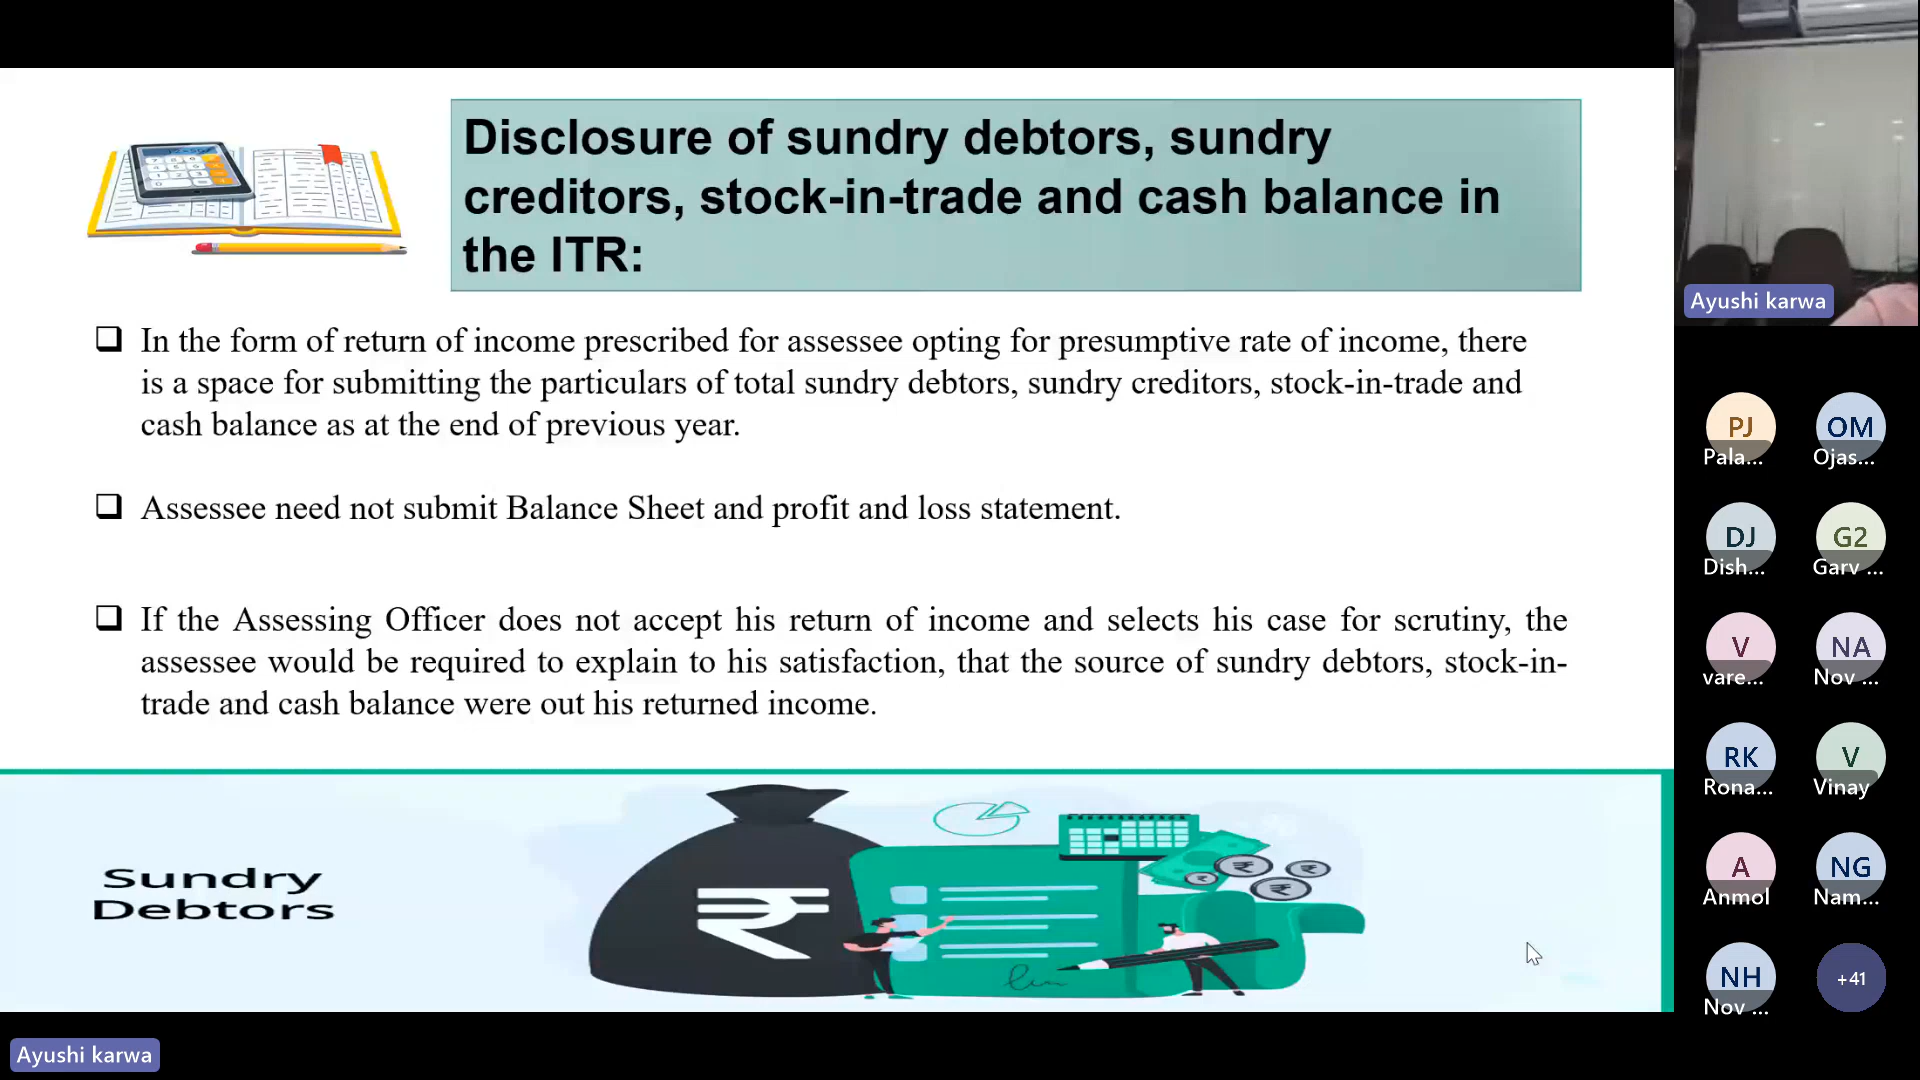 Disclosure of sundry debtors, sundry
creditors, stock-in-trade and cash balance in
the ITR:
❑ In the form of return of income prescribed for assessee opting for presumptive rate of income, there
is a space for submitting the particulars of total sundry debtors, sundry creditors, stock-in-trade and
cash balance as at the end of previous year.
❑ Assessee need not submit Balance Sheet and profit and loss statement.
❑ If the Assessing Officer does not accept his return of income and selects his case for scrutiny, the
assessee would be required to explain to his satisfaction, that the source of sundry debtors, stock-in-
trade and cash balance were out his returned income.
Sundry
Debtors
Ayushi karwa
Ayushi karwa
PJ
Pala...
OM
Ojas...
DJ
Dish...
G2
Garv ...
V
vare...
NA
Nov ...
RK
Rona...
V
Vinay
A
Anmol
NG
Nam...
NH
Nov ...
+41